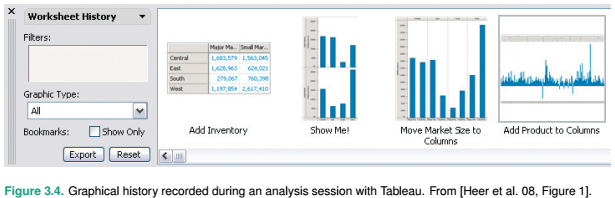 Worksheet History
Filters:
Graphic Type:
All
Bookmarks: Show Only
Export Reset
Major Ma... Small Mar...
Central 1,683,579 1,563,045
East 1,628,963 624,021
South 279,067 760,398
West 1,197,854 2,617,410
Add Inventory
Show Me!
Move Market Size to
Columns
Add Product to Columns
Figure 3.4. Graphical history recorded during an analysis session with Tableau. From [Heer et al. 08, Figure 1].